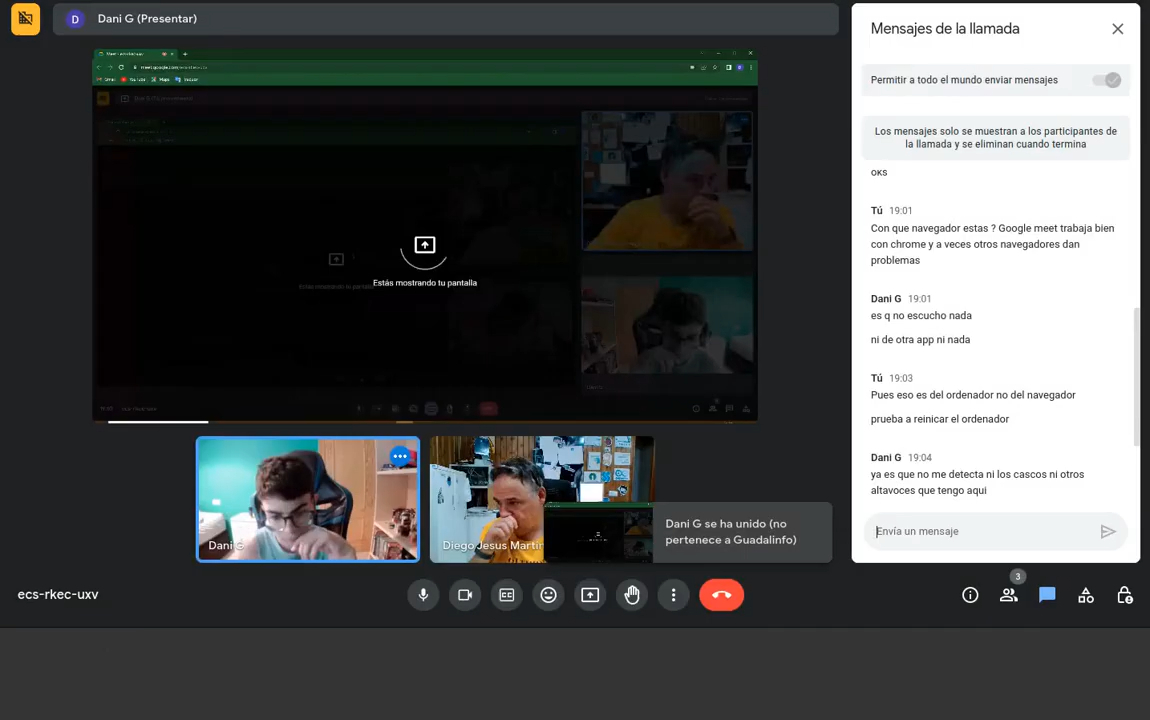 D Dani G (Presentar)
Estás mostrando tu pantalla
Dani G
Diego Jesus Martín
Dani G se ha unido (no
pertenece a Guadalinfo)
ecs-rkec-uxv
3
Mensajes de la llamada
Permitir a todo el mundo enviar mensajes
Los mensajes solo se muestran a los participantes de
la llamada y se eliminan cuando termina
OKS
Tú 19:01
Con que navegador estas ? Google meet trabaja bien
con chrome y a veces otros navegadores dan
problemas
Dani G 19:01
es q no escucho nada
ni de otra app ni nada
Tú 19:03
Pues eso es del ordenador no del navegador
prueba a reinicar el ordenador
Dani G 19:04
ya es que no me detecta ni los cascos ni otros
altavoces que tengo aqui
Envía un mensaje